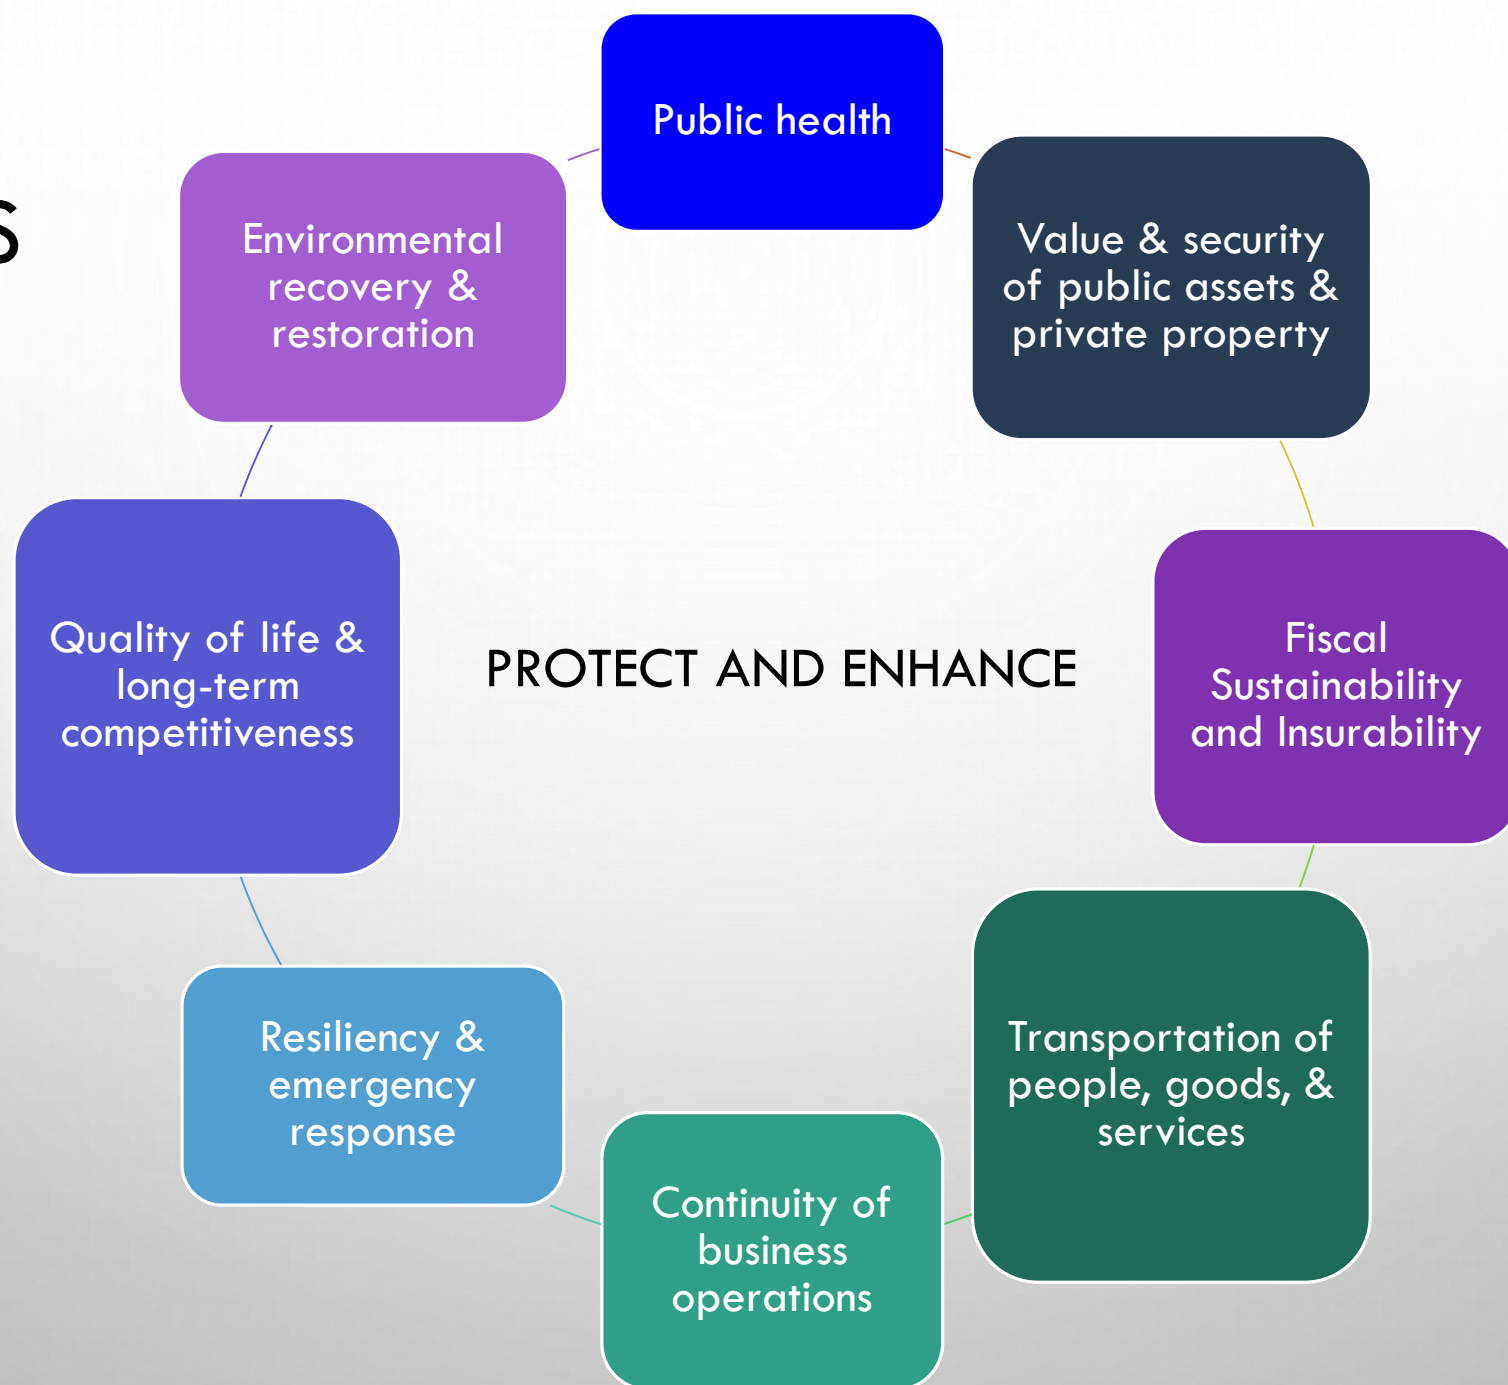 S
Public health
Environmental
recovery &
restoration
Value & security
of public assets &
private property
Quality of life &
long-term
competitiveness
PROTECT AND ENHANCE
Fiscal
Sustainability
and Insurability
Resiliency &
emergency
response
Transportation of
people, goods, &
services
Continuity of
business
operations